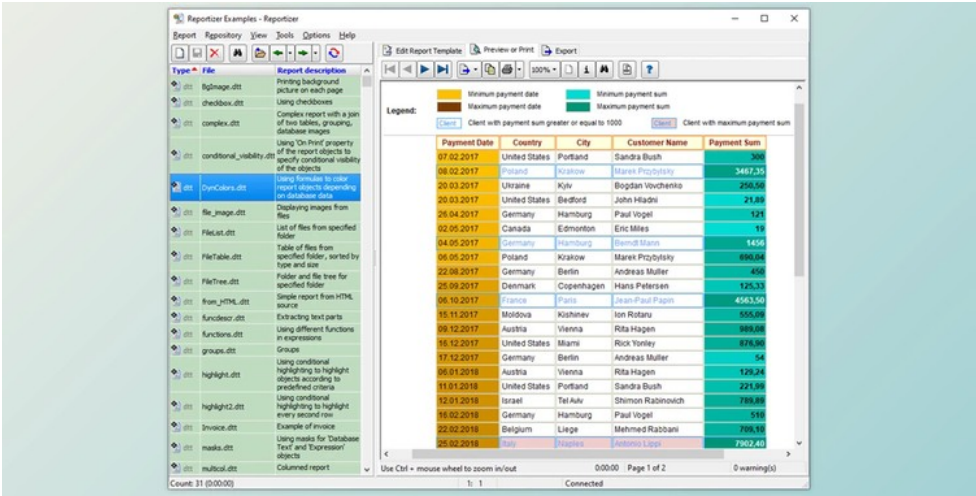 Reportizer Examples - Reportizer
Report Repository View Tools Options Help
Type File Report description
dtt BgImage.dtt Printing background picture on each page
dtt checkbox.dtt Using checkboxes
dtt complex.dtt Complex report with a join of two tables, grouping, database images
dtt conditional_visibility.dtt Using 'On Print' property of the report objects to specify conditional visibility of the objects
dtt DynColors.dtt Using formulas to color report objects depending on database data
dtt file_image.dtt Displaying images from files
dtt FileList.dtt List of files from specified folder
dtt FileTable.dtt Table of files from specified folder, sorted by type and size
dtt FileTree.dtt Folder and file tree for specified folder
dtt from_HTML.dtt Simple report from HTML source
dtt funcdescr.dtt Extracting text parts
dtt functions.dtt Using different functions in expressions
dtt groups.dtt Groups
dtt highlight.dtt Using conditional highlighting to highlight objects according to predefined criteria
dtt highlight2.dtt Using conditional highlighting to highlight every second row
dtt Invoice.dtt Example of invoice
dtt masks.dtt Using masks for 'Database Text' and 'Expression' objects
dtt multicol.dtt Columned report
Count: 31 (0:00:00)
Edit Report Template Preview or Print Export
100%
Legend:
Minimum payment date Minimum payment sum
Maximum payment date Maximum payment sum
Client Client with payment sum greater or equal to 1000 Client Client with maximum payment sum
Payment Date Country City Customer Name Payment Sum
07.02.2017 United States Portland Sandra Bush 300
08.02.2017 Poland Krakow Marek Przybylsky 3467,35
20.03.2017 Ukraine Kyiv Bogdan Vovchenko 250,50
20.03.2017 United States Bedford John Hladni 21,89
26.04.2017 Germany Hamburg Paul Vogel 121
02.05.2017 Canada Edmonton Eric Miles 19
04.05.2017 Germany Hamburg Berndt Mann 1456
06.05.2017 Poland Krakow Marek Przybylsky 690,04
22.08.2017 Germany Berlin Andreas Muller 450
25.09.2017 Denmark Copenhagen Hans Petersen 125,33
06.10.2017 France Paris Jean-Paul Papin 4563,50
15.11.2017 Moldova Kishinev Ion Rotaru 555,09
09.12.2017 Austria Vienna Rita Hagen 989,08
16.12.2017 United States Miami Rick Yonley 876,90
17.12.2017 Germany Berlin Andreas Muller 54
06.01.2018 Austria Vienna Rita Hagen 129,24
11.01.2018 United States Portland Sandra Bush 221,99
12.01.2018 Israel Tel Aviv Shimon Rabinovich 789,89
16.02.2018 Germany Hamburg Paul Vogel 510
22.02.2018 Belgium Liege Mehmed Rabbani 709,10
25.02.2018 Italy Naples Antonio Lippi 7902,40
Use Ctrl + mouse wheel to zoom in/out 0:00:00 Page 1 of 2 0 warning(s)
1: 1 Connected